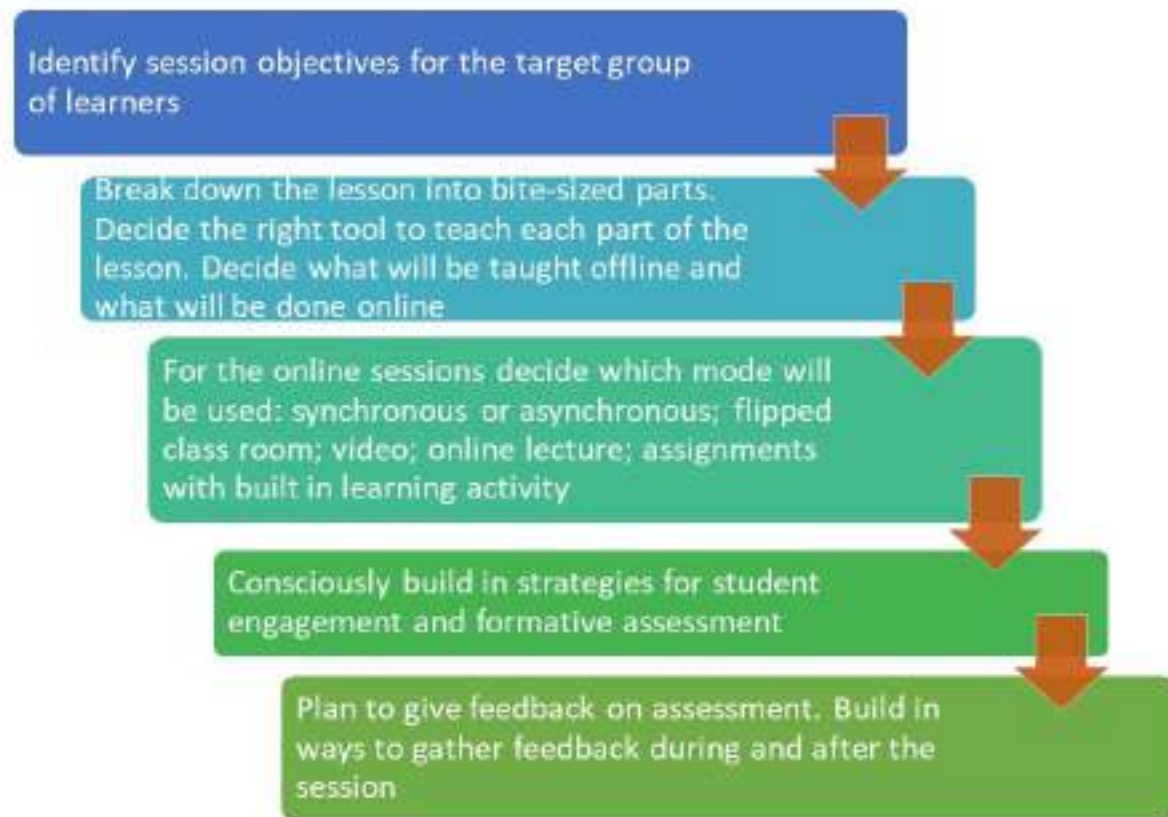 Identify session objectives for the target group
of learners
Break down the lesson into bite-sized parts.
Decide the right tool to teach each part of the
lesson. Decide what will be taught offline and
what will be done online
For the online sessions decide which mode will
be used: synchronous or asynchronous; flipped
class room; video; online lecture; assignments
with built in learning activity
Consciously build in strategies for student
engagement and formative assessment
Plan to give feedback on assessment. Build in
ways to gather feedback during and after the
session